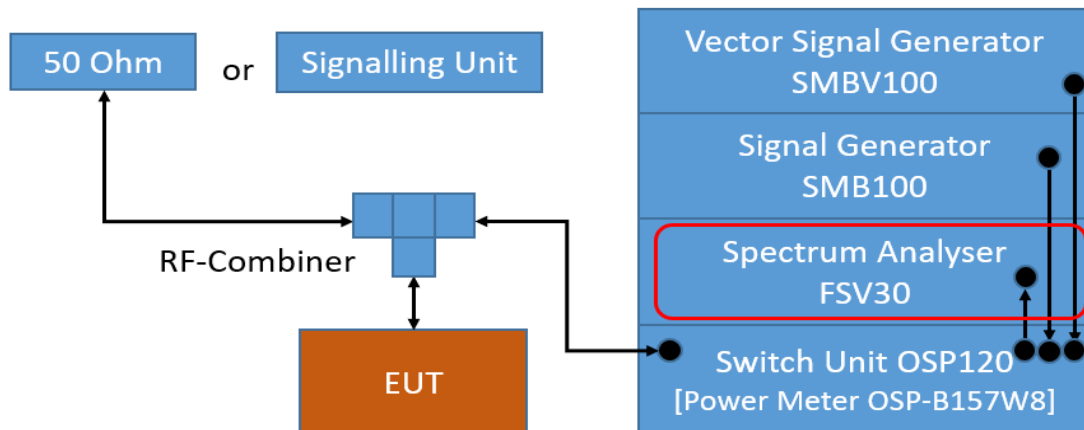 50 Ohm
or
Signalling Unit
RF-Combiner
EUT
Vector Signal Generator
SMBV100
Signal Generator
SMB100
Spectrum Analyser
FSV30
Switch Unit OSP120
[Power Meter OSP-B157W8]